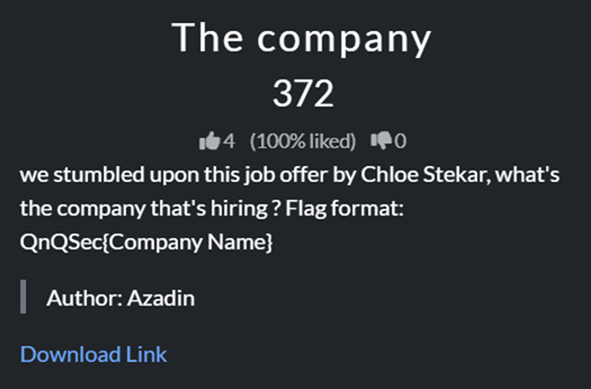 The company
372
4 (100% liked) 0
we stumbled upon this job offer by Chloe Stekar, what's
the company that's hiring ? Flag format:
QnQSec{Company Name}
Author: Azadin
Download Link